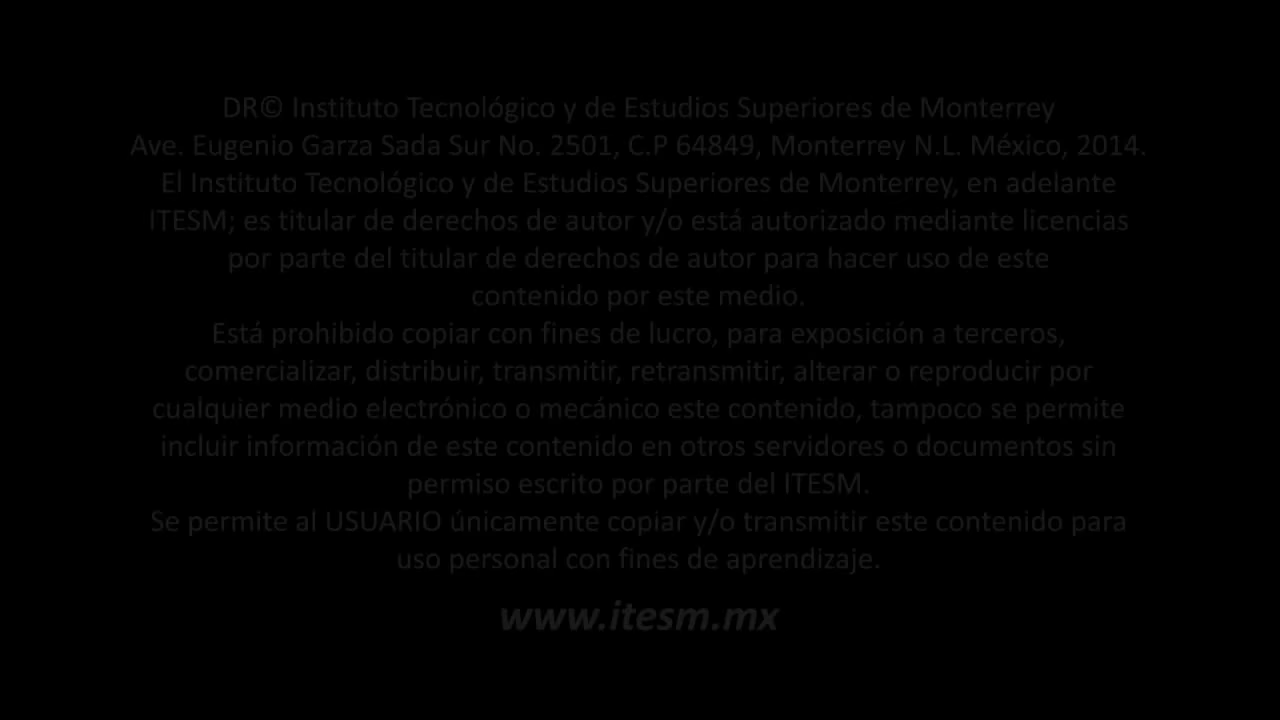 DR© Instituto Tecnológico y de Estudios Superiores de Monterrey
Ave. Eugenio Garza Sada Sur No. 2501, C.P 64849, Monterrey N.L. México, 2014.
El Instituto Tecnológico y de Estudios Superiores de Monterrey, en adelante
ITESM; es titular de derechos de autor y/o está autorizado mediante licencias
por parte del titular de derechos de autor para hacer uso de este
contenido por este medio.
Está prohibido copiar con fines de lucro, para exposición a terceros,
comercializar, distribuir, transmitir, retransmitir, alterar o reproducir por
cualquier medio electrónico o mecánico este contenido, tampoco se permite
incluir información de este contenido en otros servidores o documentos sin
permiso escrito por parte del ITESM.
Se permite al USUARIO únicamente copiar y/o transmitir este contenido para
uso personal con fines de aprendizaje.
www.itesm.mx